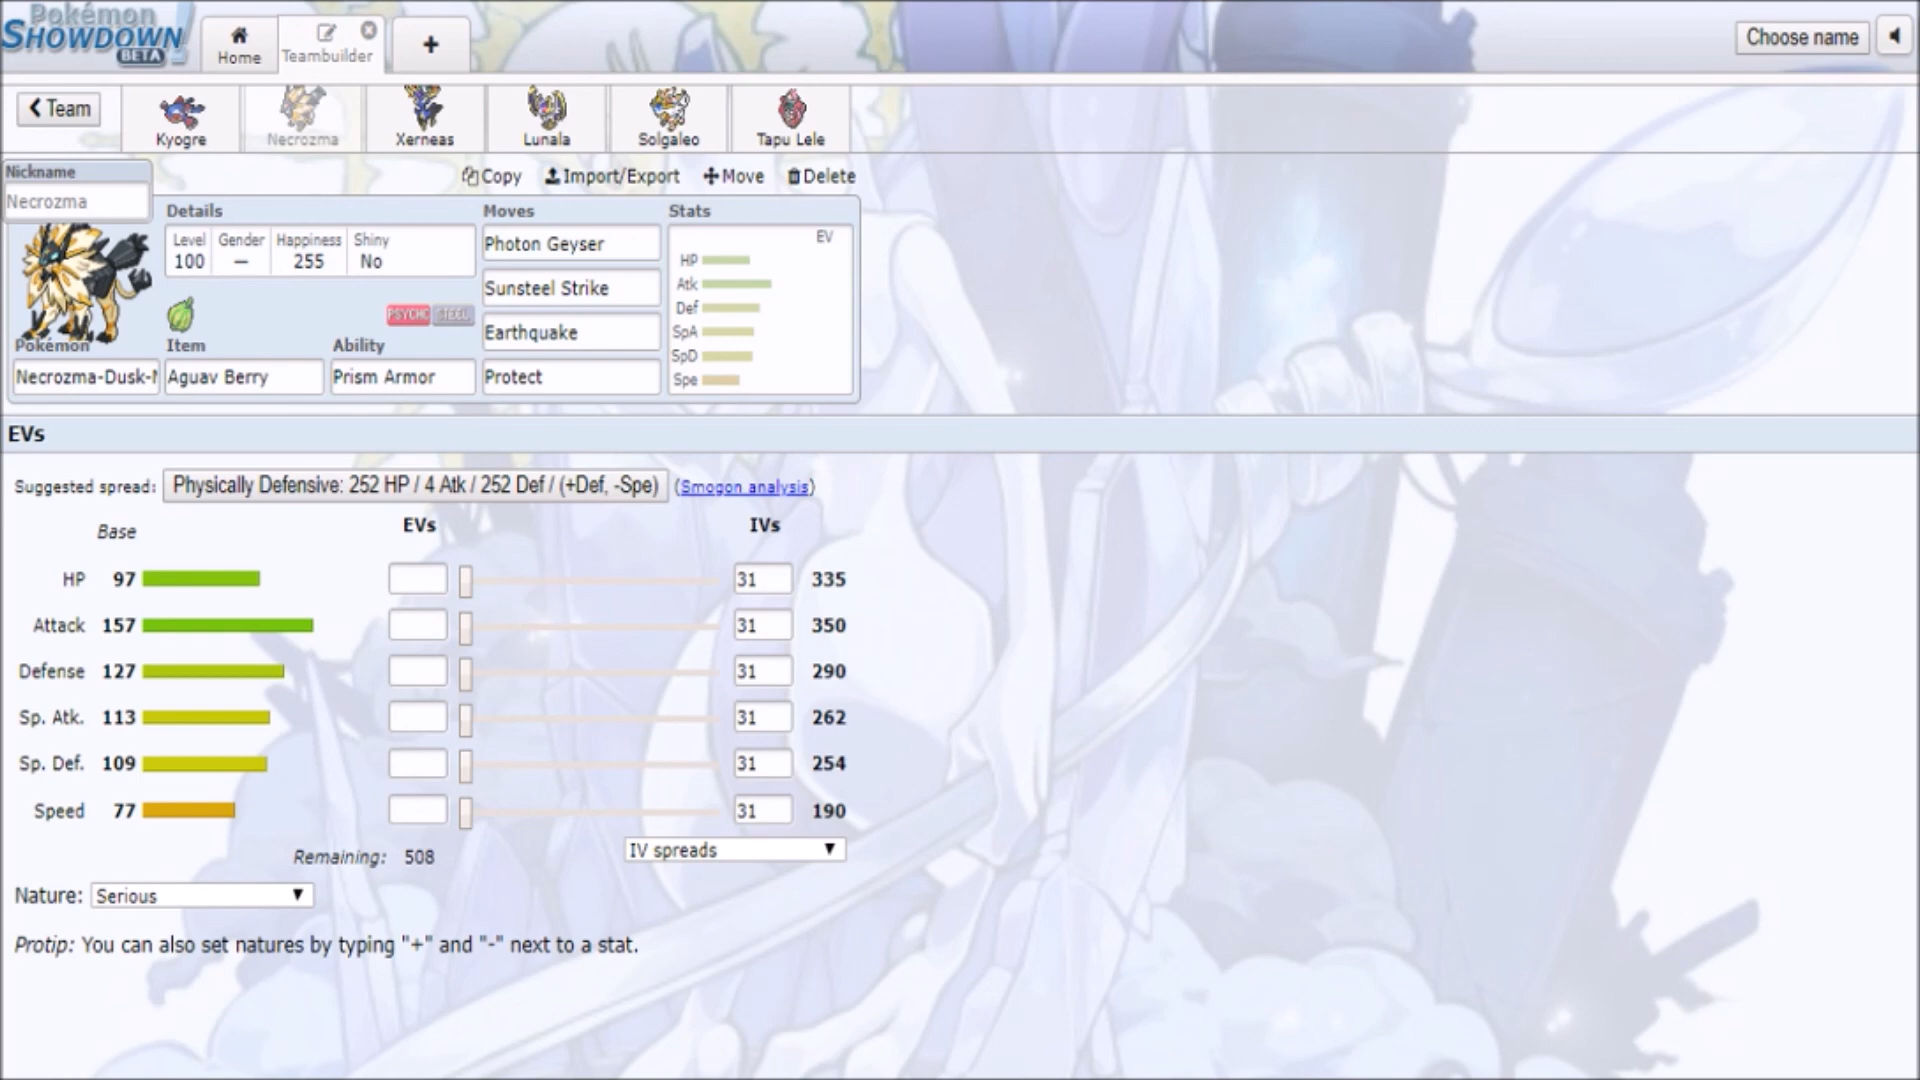 Pokémon
SHOWDOWN!
BETA
Home
Teambuilder
+
Choose name
Team
Kyogre
Necrozma
Xerneas
Lunala
Solgaleo
Tapu Lele
Nickname
Necrozma
Copy
Import/Export
Move
Delete
Details
Moves
Stats
Level Gender Happiness Shiny
100 — 255 No
Photon Geyser
Sunsteel Strike
Earthquake
Protect
EV
HP
Atk
Def
SpA
SpD
Spe
PSYCHC STEEL
Pokémon
Item
Ability
Necrozma-Dusk-
Aguav Berry
Prism Armor
EVs
Suggested spread: Physically Defensive: 252 HP / 4 Atk / 252 Def / (+Def, -Spe) (Smogon analysis)
Base EVs IVs
HP 97 31 335
Attack 157 31 350
Defense 127 31 290
Sp. Atk. 113 31 262
Sp. Def. 109 31 254
Speed 77 31 190
Remaining: 508
IV spreads
Nature: Serious
Protip: You can also set natures by typing "+" and "-" next to a stat.